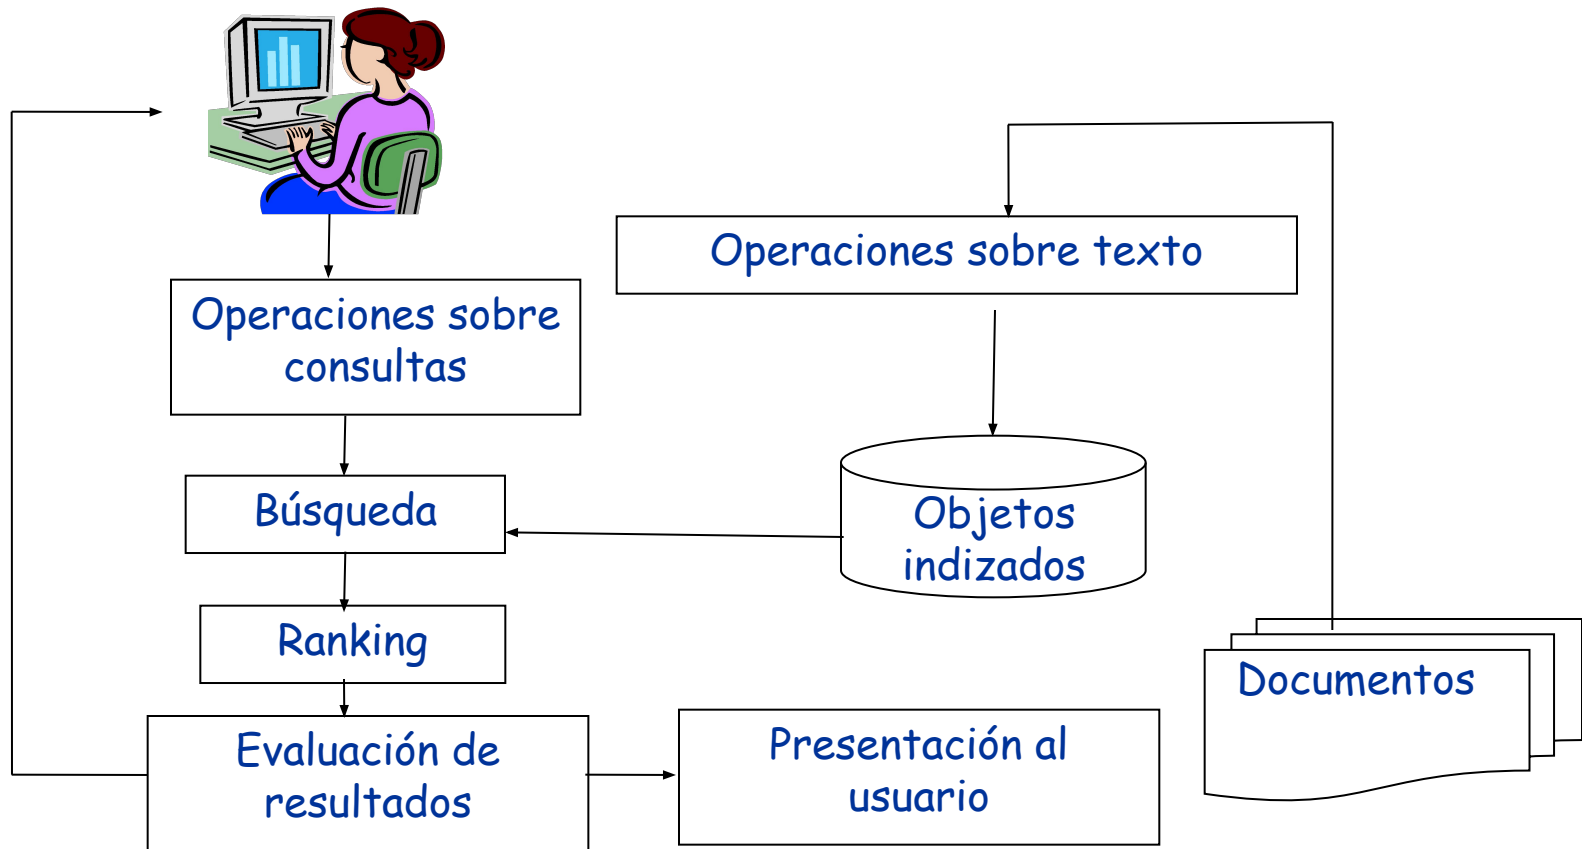 Operaciones sobre texto
Operaciones sobre
consultas
Búsqueda
Objetos
indizados
Ranking
Documentos
Evaluación de
resultados
Presentación al
usuario